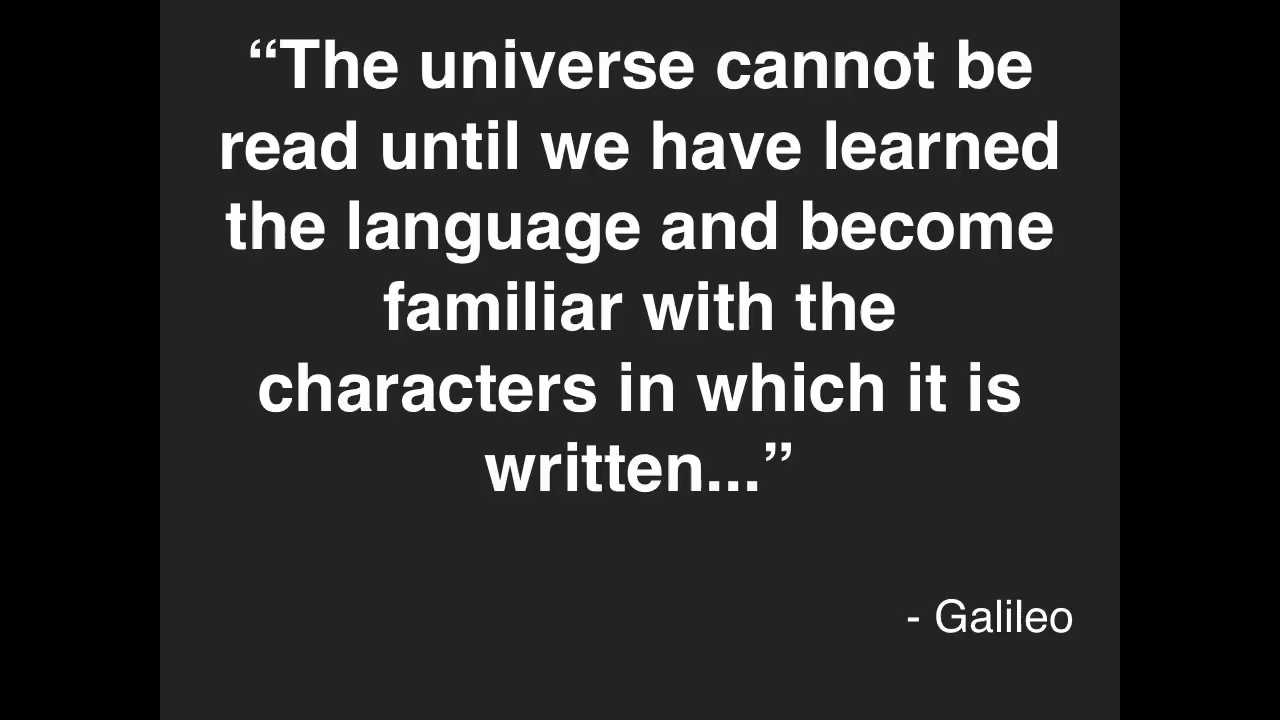 “The universe cannot be
read until we have learned
the language and become
familiar with the
characters in which it is
written...”
- Galileo